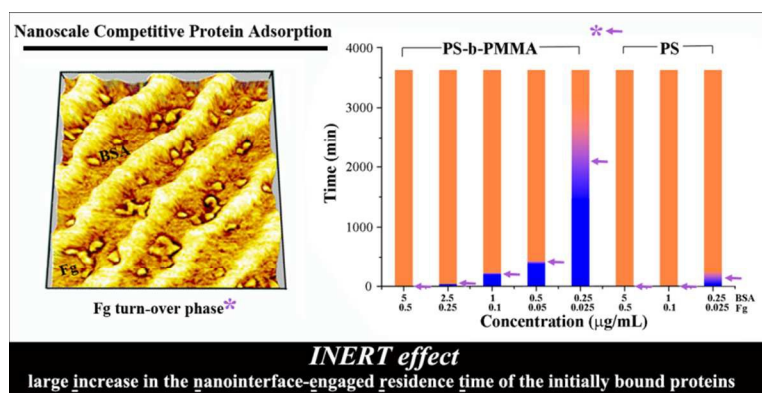 Nanoscale Competitive Protein Adsorption
BSA
Fg
Fg turn-over phase*
*
PS-b-PMMA PS
4000
3000
2000
1000
0
Time (min)
5 2.5 1 0.5 0.25 5 1 0.25 BSA
0.5 0.25 0.1 0.05 0.025 0.5 0.1 0.025 Fg
Concentration (μg/mL)
INERT effect
large increase in the nanointerface-engaged residence time of the initially bound proteins